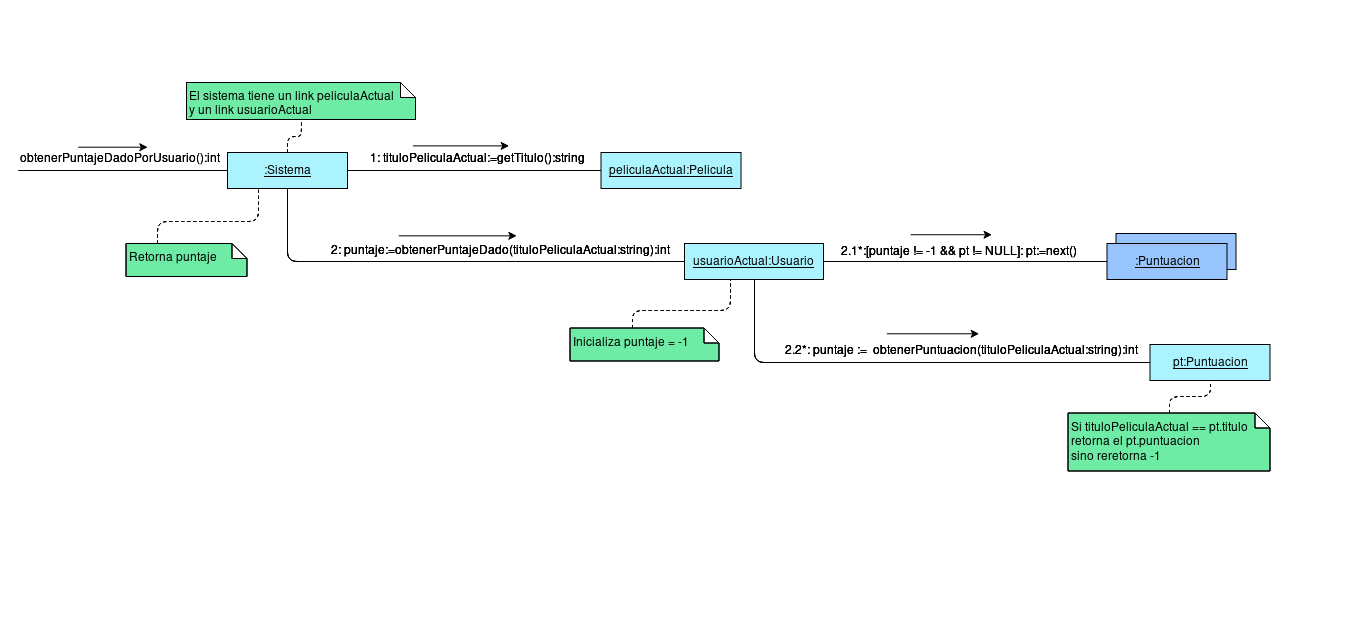 El sistema tiene un link peliculaActual
y un link usuarioActual
obtenerPuntajeDadoPorUsuario():int
:Sistema
1: tituloPeliculaActual:=getTitulo():string
peliculaActual:Pelicula
Retorna puntaje
2: puntaje:=obtenerPuntajeDado(tituloPeliculaActual:string):int
usuarioActual:Usuario
2.1*:[puntaje != -1 && pt != NULL]: pt:=next()
:Puntuacion
Inicializa puntaje = -1
2.2*: puntaje := obtenerPuntuacion(tituloPeliculaActual:string):int
pt:Puntuacion
Si tituloPeliculaActual == pt.titulo
retorna el pt.puntuacion
sino reretorna -1